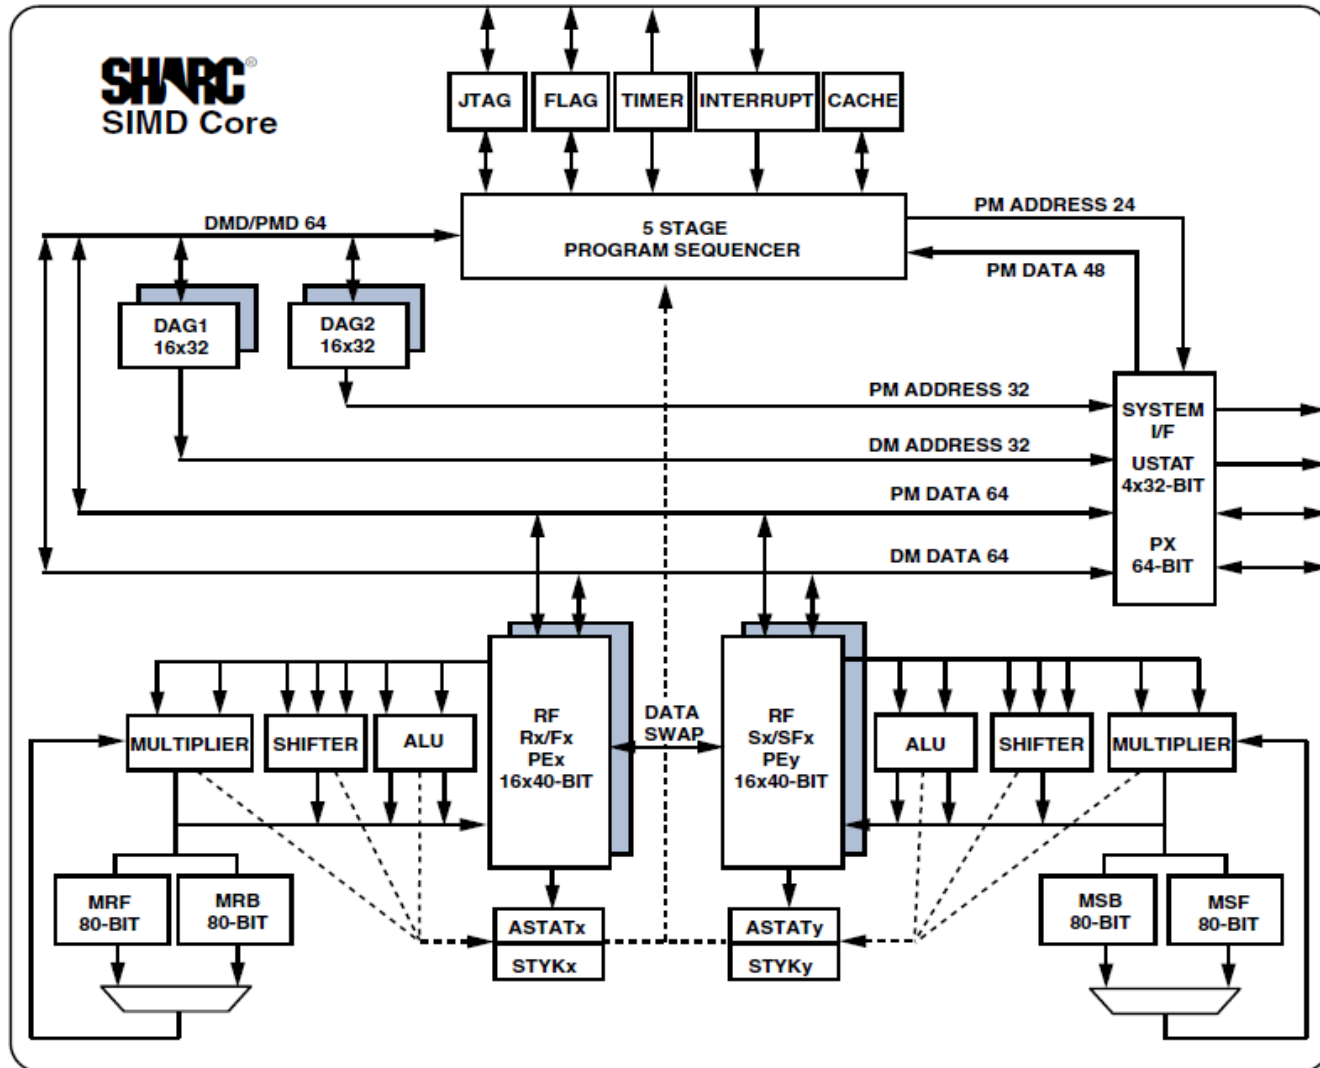 SHARC®
SIMD Core
JTAG
FLAG
TIMER
INTERRUPT
CACHE
DMD/PMD 64
5 STAGE
PROGRAM SEQUENCER
PM ADDRESS 24
PM DATA 48
DAG1
16x32
DAG2
16x32
PM ADDRESS 32
DM ADDRESS 32
PM DATA 64
DM DATA 64
SYSTEM
I/F
USTAT
4x32-BIT
PX
64-BIT
MULTIPLIER
SHIFTER
ALU
RF
Rx/Fx
PEx
16x40-BIT
DATA
SWAP
RF
Sx/SFx
PEy
16x40-BIT
ALU
SHIFTER
MULTIPLIER
MRF
80-BIT
MRB
80-BIT
ASTATx
STYKx
ASTATy
STYKy
MSB
80-BIT
MSF
80-BIT